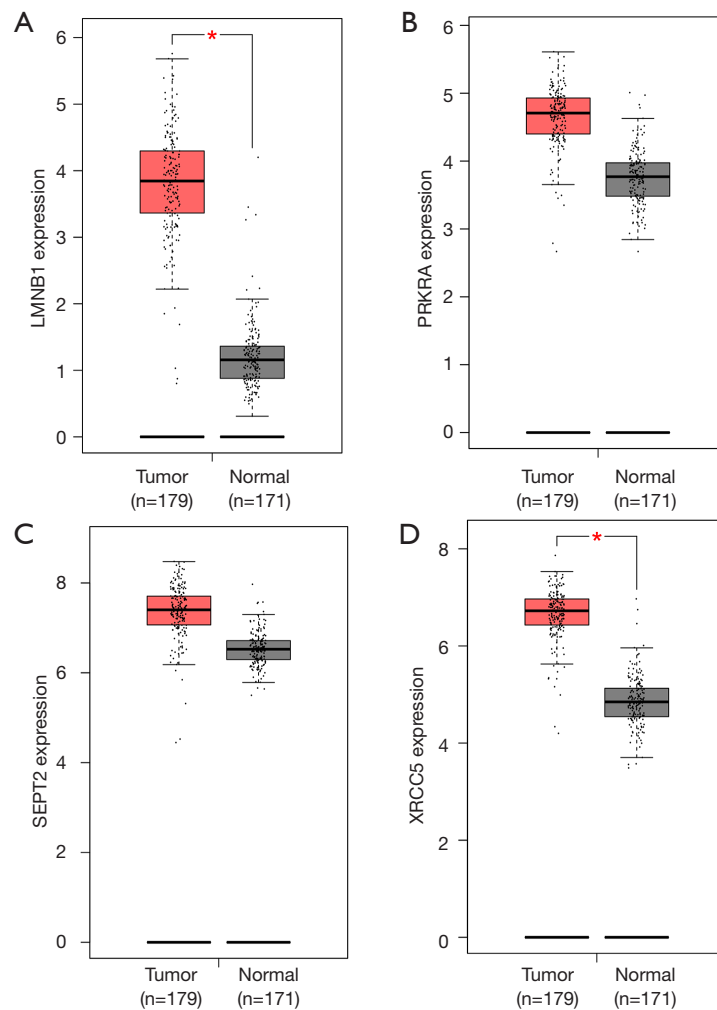 A
6
5
4
3
2
1
0
LMNB1 expression
*
Tumor
(n=179)
Normal
(n=171)
B
6
5
4
3
2
1
0
PRKRA expression
Tumor
(n=179)
Normal
(n=171)
C
8
6
4
2
0
SEPT2 expression
Tumor
(n=179)
Normal
(n=171)
D
8
6
4
2
0
XRCC5 expression
*
Tumor
(n=179)
Normal
(n=171)